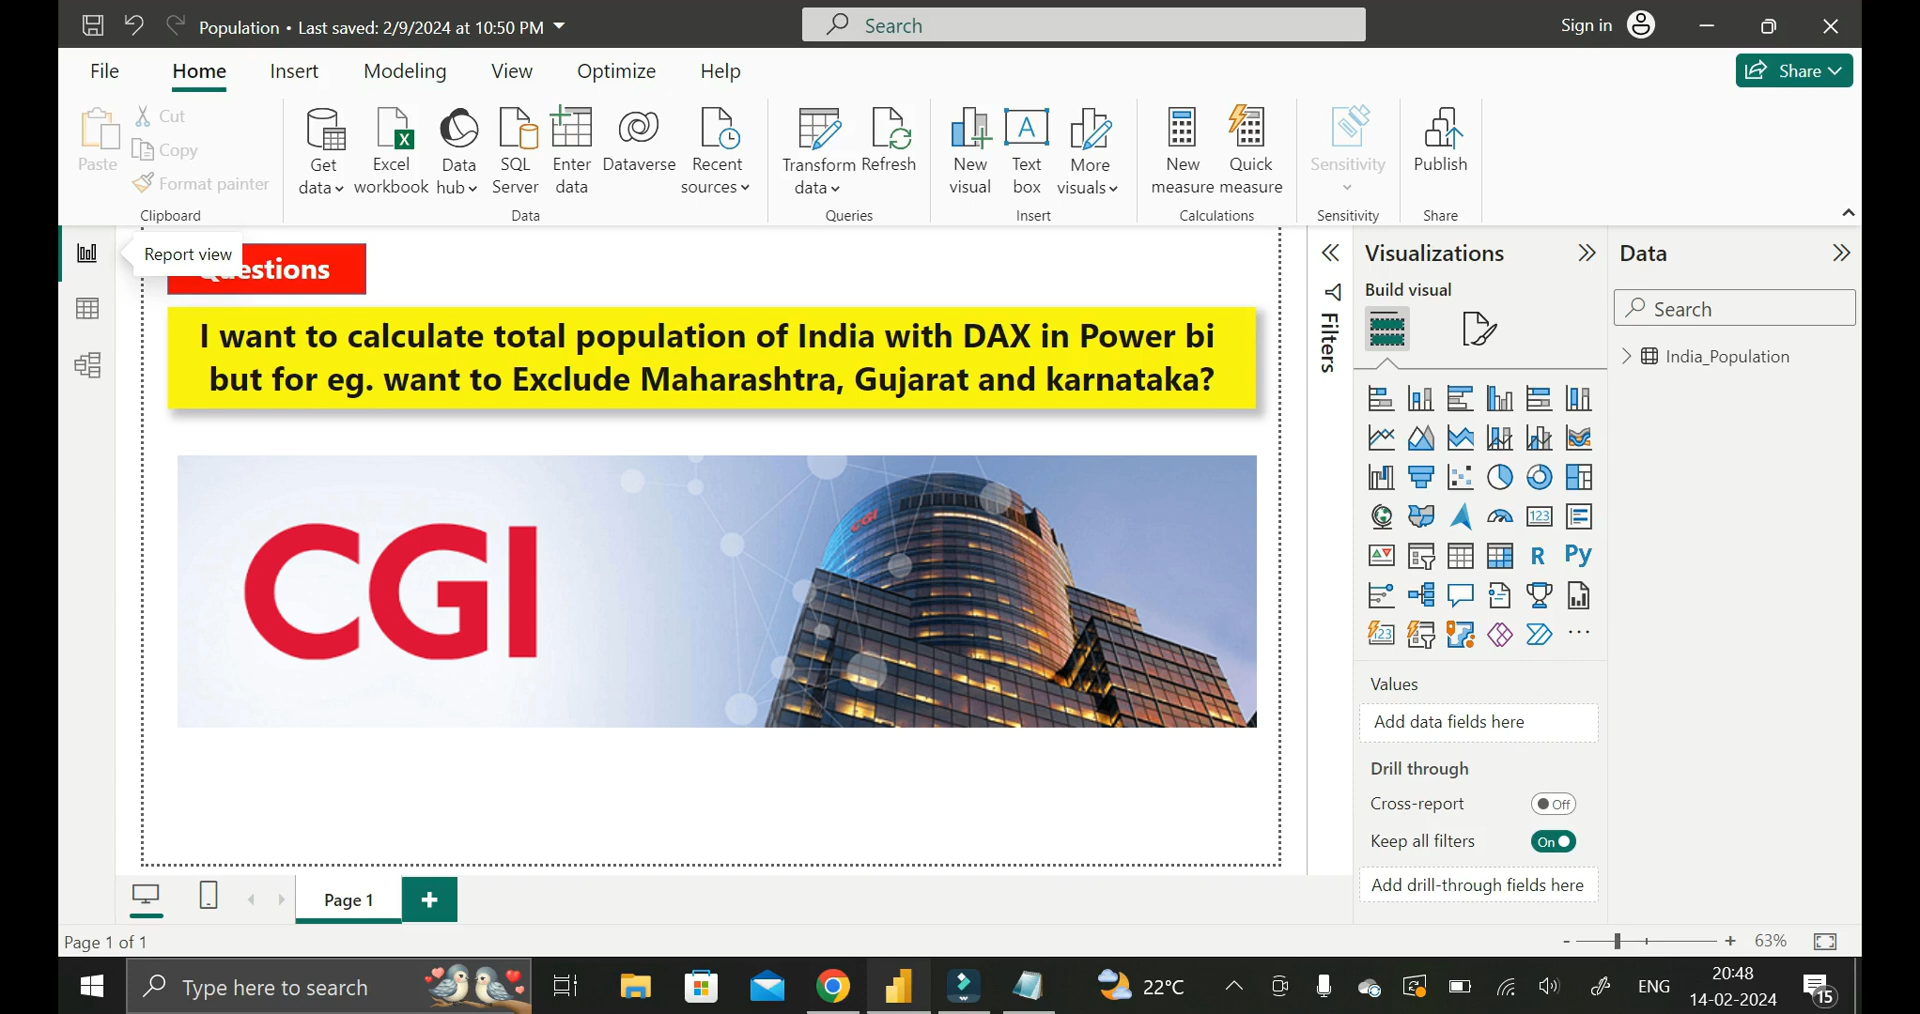 Population • Last saved: 2/9/2024 at 10:50 PM
Search
Sign in
File Home Insert Modeling View Optimize Help
Share
Paste
Cut
Copy
Format painter
Clipboard
Get data
Excel workbook
Data hub
SQL Server
Enter data
Dataverse
Recent sources
Data
Transform data
Refresh
Queries
New visual
Text box
More visuals
Insert
New measure
Quick measure
Calculations
Sensitivity
Sensitivity
Publish
Share
Report view
Questions
I want to calculate total population of India with DAX in Power bi
but for eg. want to Exclude Maharashtra, Gujarat and karnataka?
CGI
CGI
Filters
Visualizations
Build visual
123
R
Py
123
Values
Add data fields here
Drill through
Cross-report
Off
Keep all filters
On
Add drill-through fields here
Data
Search
India_Population
Page 1
Page 1 of 1
- + 63%
Type here to search
22°C
ENG
20:48
14-02-2024
15